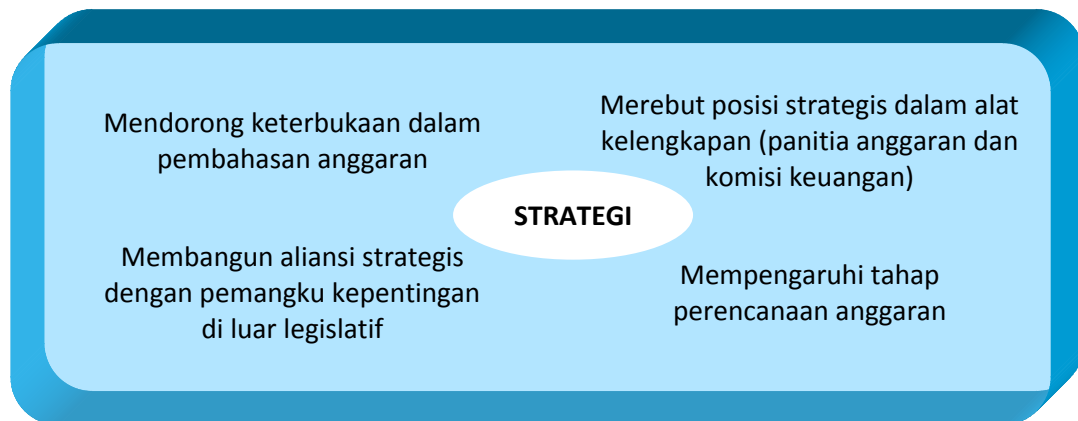 Mendorong keterbukaan dalam
pembahasan anggaran
Merebut posisi strategis dalam alat
kelengkapan (panitia anggaran dan
komisi keuangan)
STRATEGI
Membangun aliansi strategis
dengan pemangku kepentingan
di luar legislatif
Mempengaruhi tahap
perencanaan anggaran